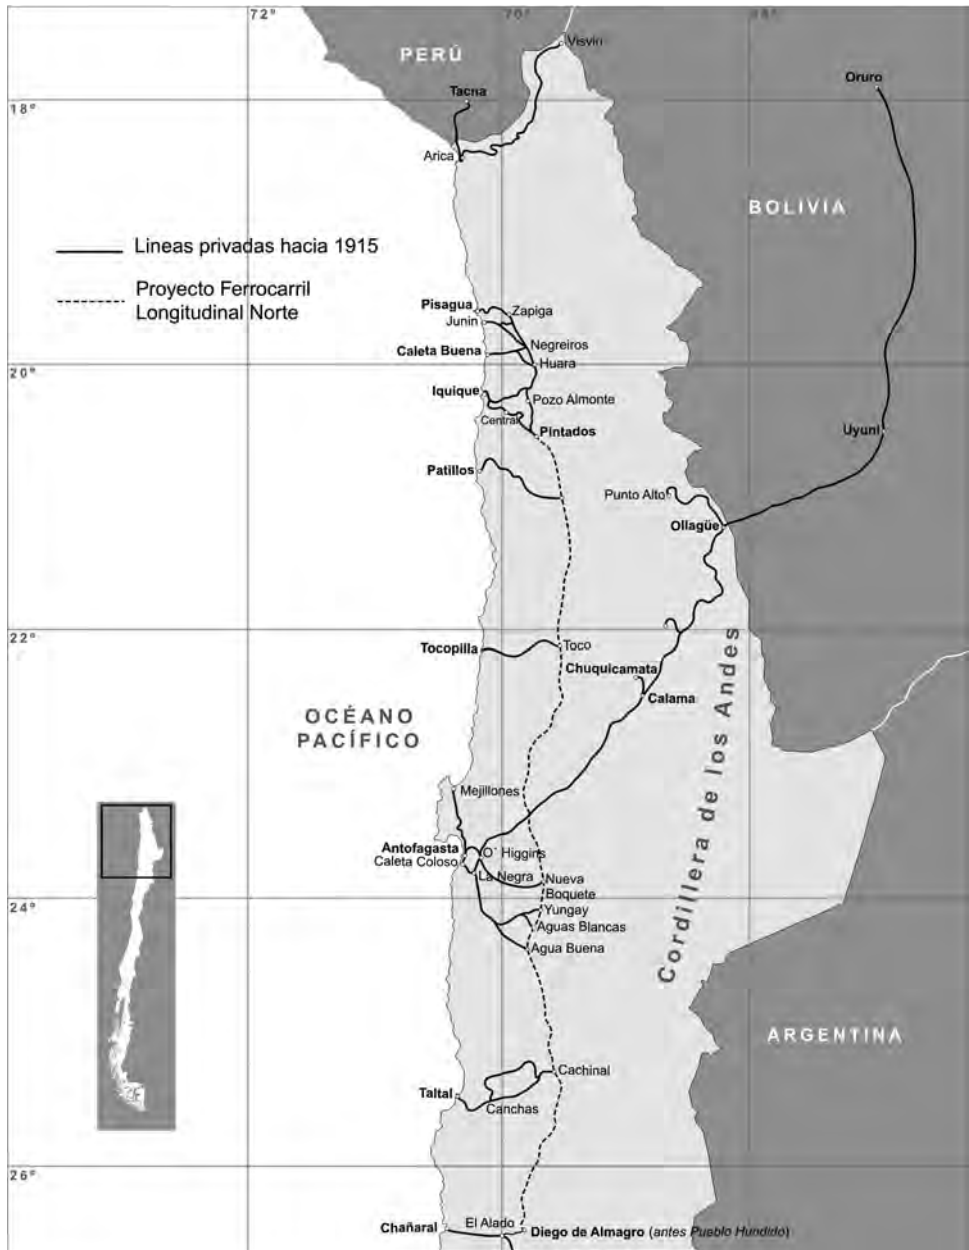 72°
70°
68°
Visviri
PERÚ
Oruro
Tacna
18°
Arica
BOLIVIA
Lineas privadas hacia 1915
Proyecto Ferrocarril
Longitudinal Norte
Pisagua
Zapiga
Junin
Negreiros
Caleta Buena
Huara
20°
Iquique
Pozo Almonte
Central
Pintados
Uyuni
Patillos
Punto Alto
Ollagüe
22°
Toco
Tocopilla
Chuquicamata
Calama
Cordillera de los Andes
OCÉANO
PACÍFICO
Mejillones
Antofagasta
O' Higgins
Caleta Coloso
La Negra
Nueva
Boquete
24°
Yungay
Aguas Blancas
Agua Buena
ARGENTINA
Cachinal
Taltal
Canchas
26°
El Alado
Chañaral
Diego de Almagro (antes Pueblo Hundido)